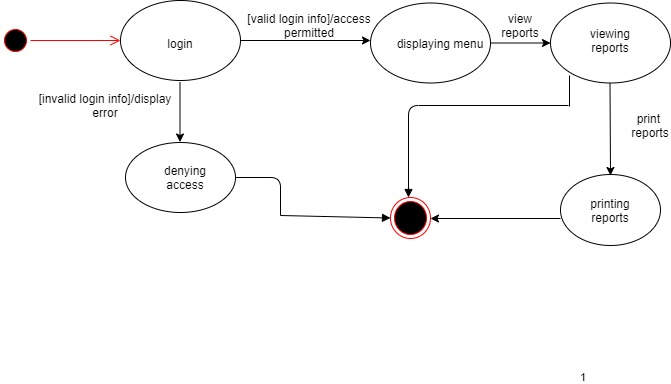 [valid login info]/access
permitted
view
reports
viewing
reports
login
displaying menu
[invalid login info]/display
error
print
reports
denying
access
printing
reports
1